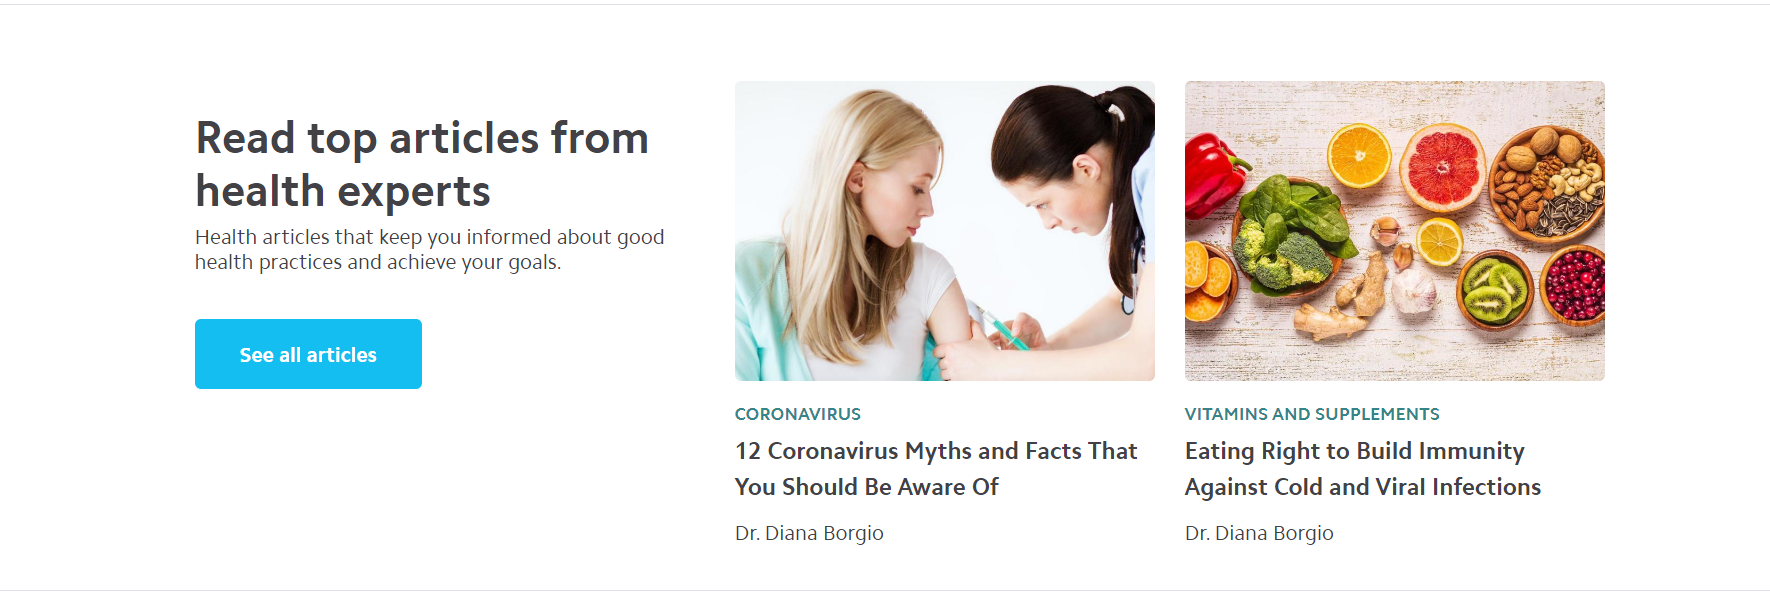 Read top articles from
health experts
Health articles that keep you informed about good
health practices and achieve your goals.
See all articles
CORONAVIRUS
12 Coronavirus Myths and Facts That
You Should Be Aware Of
Dr. Diana Borgio
VITAMINS AND SUPPLEMENTS
Eating Right to Build Immunity
Against Cold and Viral Infections
Dr. Diana Borgio